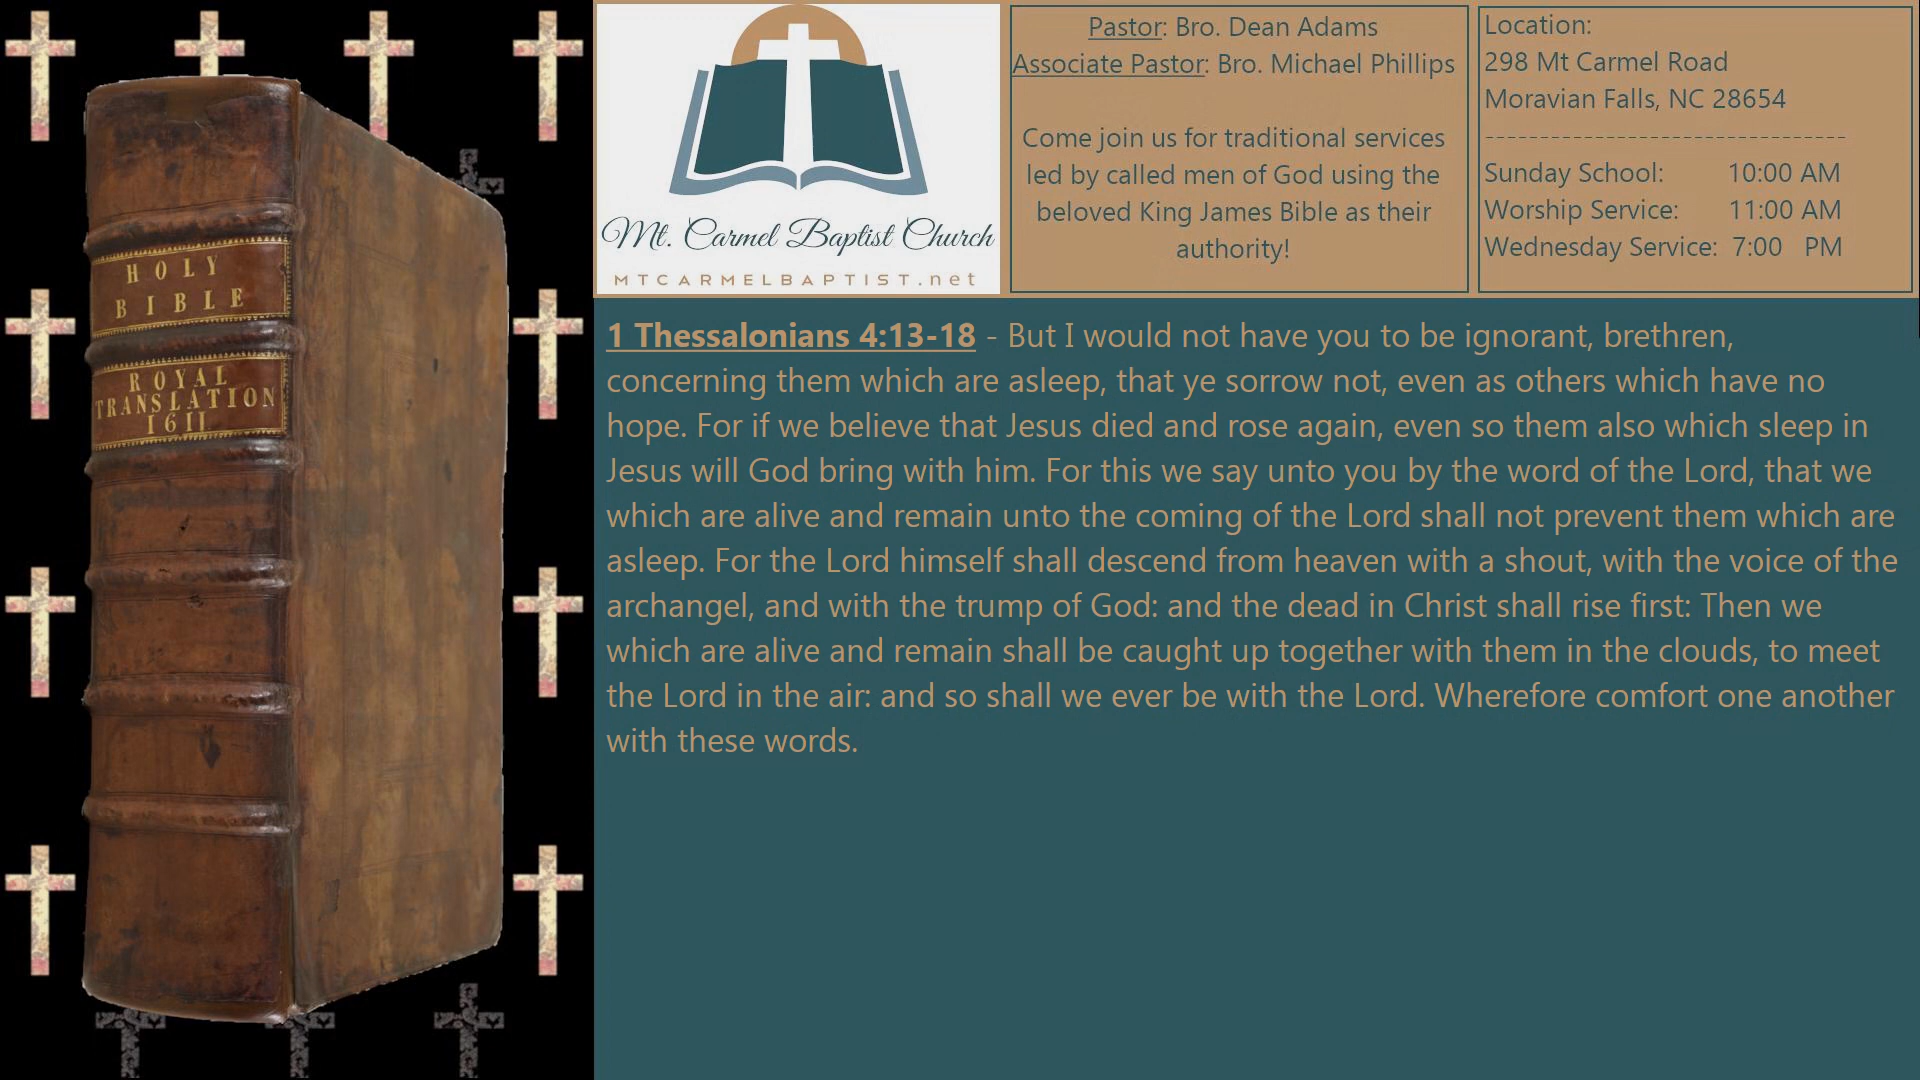 HOLY
BIBLE
ROYAL
TRANSLATION
1611
Mt. Carmel Baptist Church
MTCARMELBAPTIST.net
Pastor: Bro. Dean Adams
Associate Pastor: Bro. Michael Phillips
Come join us for traditional services
led by called men of God using the
beloved King James Bible as their
authority!
Location:
298 Mt Carmel Road
Moravian Falls, NC 28654
---------------------------------
Sunday School: 10:00 AM
Worship Service: 11:00 AM
Wednesday Service: 7:00 PM
1 Thessalonians 4:13-18 - But I would not have you to be ignorant, brethren,
concerning them which are asleep, that ye sorrow not, even as others which have no
hope. For if we believe that Jesus died and rose again, even so them also which sleep in
Jesus will God bring with him. For this we say unto you by the word of the Lord, that we
which are alive and remain unto the coming of the Lord shall not prevent them which are
asleep. For the Lord himself shall descend from heaven with a shout, with the voice of the
archangel, and with the trump of God: and the dead in Christ shall rise first: Then we
which are alive and remain shall be caught up together with them in the clouds, to meet
the Lord in the air: and so shall we ever be with the Lord. Wherefore comfort one another
with these words.